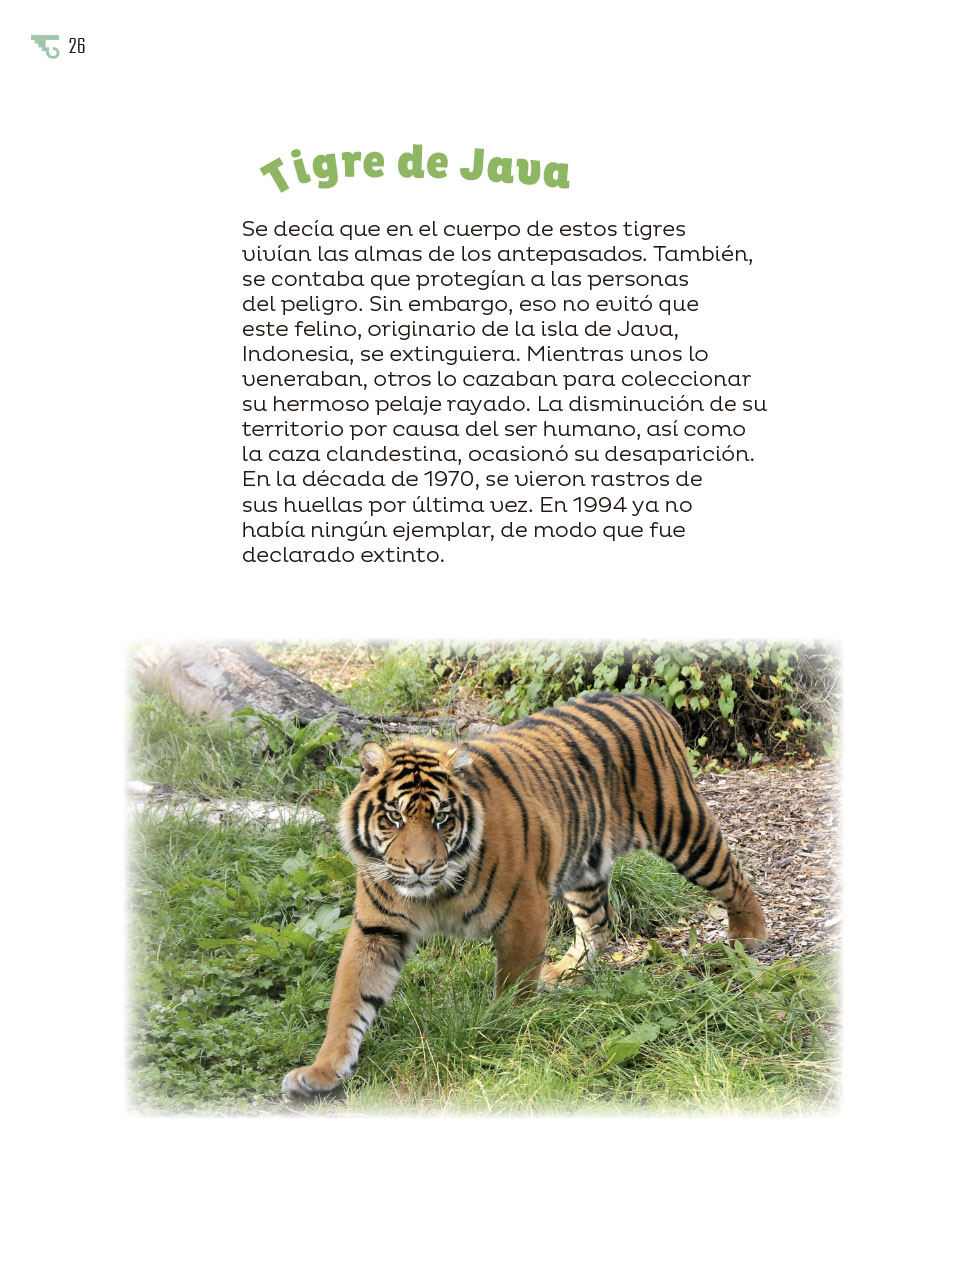 26
Tigre de Java
Se decía que en el cuerpo de estos tigres
vivían las almas de los antepasados. También,
se contaba que protegían a las personas
del peligro. Sin embargo, eso no evitó que
este felino, originario de la isla de Java,
Indonesia, se extinguiera. Mientras unos lo
veneraban, otros lo cazaban para coleccionar
su hermoso pelaje rayado. La disminución de su
territorio por causa del ser humano, así como
la caza clandestina, ocasionó su desaparición.
En la década de 1970, se vieron rastros de
sus huellas por última vez. En 1994 ya no
había ningún ejemplar, de modo que fue
declarado extinto.